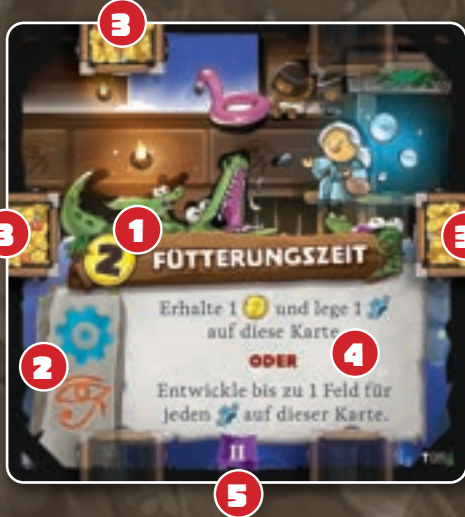 3
3
3
1
2 FÜTTERUNGSZEIT
Erhalte 1 und lege 1
2
auf diese Karte
4
ODER
Entwickle bis zu 1 Feld für
jeden auf dieser Karte.
II
5